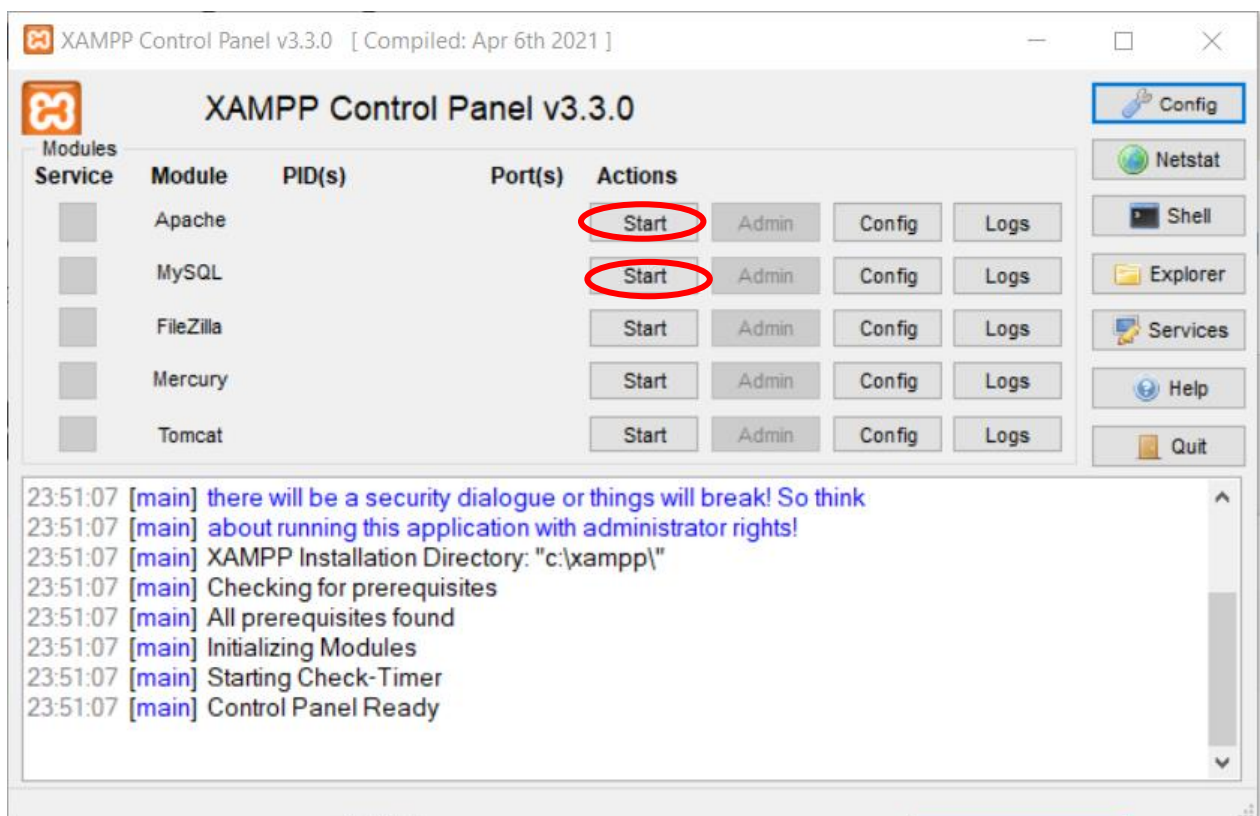 XAMPP Control Panel v3.3.0 [ Compiled: Apr 6th 2021 ]
XAMPP Control Panel v3.3.0
Config
Modules
Service Module PID(s) Port(s) Actions
Netstat
Apache Start Admin Config Logs
Shell
MySQL Start Admin Config Logs
Explorer
FileZilla Start Admin Config Logs
Services
Mercury Start Admin Config Logs
Help
Tomcat Start Admin Config Logs
Quit
23:51:07 [main] there will be a security dialogue or things will break! So think
23:51:07 [main] about running this application with administrator rights!
23:51:07 [main] XAMPP Installation Directory: "c:\xampp\"
23:51:07 [main] Checking for prerequisites
23:51:07 [main] All prerequisites found
23:51:07 [main] Initializing Modules
23:51:07 [main] Starting Check-Timer
23:51:07 [main] Control Panel Ready